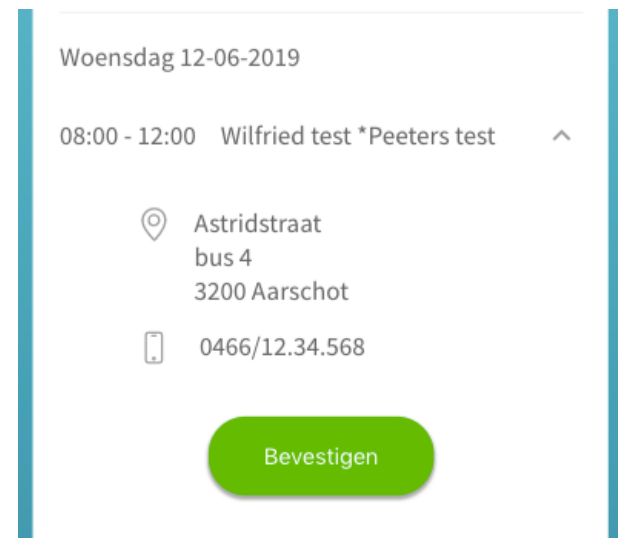 Woensdag 12-06-2019
08:00 - 12:00 Wilfried test *Peeters test
Astridstraat
bus 4
3200 Aarschot
0466/12.34.568
Bevestigen